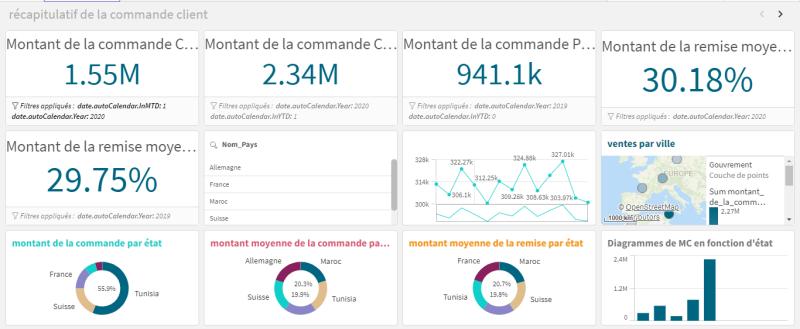 récapitulatif de la commande client
Montant de la commande C...
1.55M
Filtres appliqués : date.autoCalendar.InMTD: 1
date.autoCalendar.Year: 2020
Montant de la commande C...
2.34M
Filtres appliqués : date.autoCalendar.Year: 2020
date.autoCalendar.InYTD: 1
Montant de la commande P...
941.1k
Filtres appliqués : date.autoCalendar.Year: 2019
date.autoCalendar.InYTD: 0
Montant de la remise moye...
30.18%
Filtres appliqués : date.autoCalendar.Year: 2020
Montant de la remise moye...
29.75%
Filtres appliqués : date.autoCalendar.Year: 2019
Nom_Pays
Allemagne
France
Maroc
Suisse
328k
314k
300k
322.27k
306.1k
312.25k
309.26k
324.88k
308.63k
327.01k
303.97k
ventes par ville
EUROPE
© OpenStreetMap
1000 km
Gouvrement
Couche de points
Sum montant_
de_la_comm...
2,27M
montant de la commande par état
55.9%
France
Suisse
Tunisia
montant moyenne de la commande pa...
Allemagne
Maroc
20.3%
19.9%
Suisse
Tunisia
montant moyenne de la remise par état
France
Maroc
20.7%
19.8%
Tunisia
Suisse
Diagrammes de MC en fonction d'état
2.4M
1.2M
0